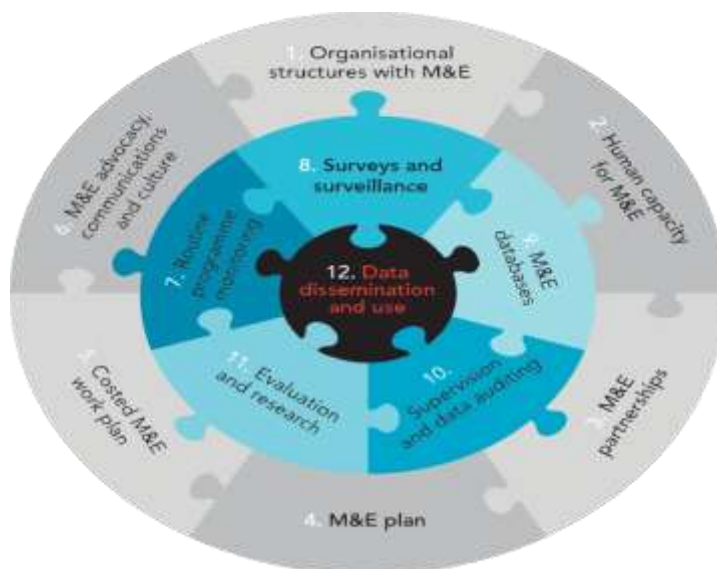 1. Organisational
structures with M&E
2. Human capacity
for M&E
3. M&E
partnerships
4. M&E plan
5. Costed M&E
work plan
6. M&E advocacy,
communications
and culture
7. Routine
programme
monitoring
8. Surveys and
surveillance
9. M&E
databases
10.
Supervision
and data auditing
11. Evaluation
and research
12. Data
dissemination
and use